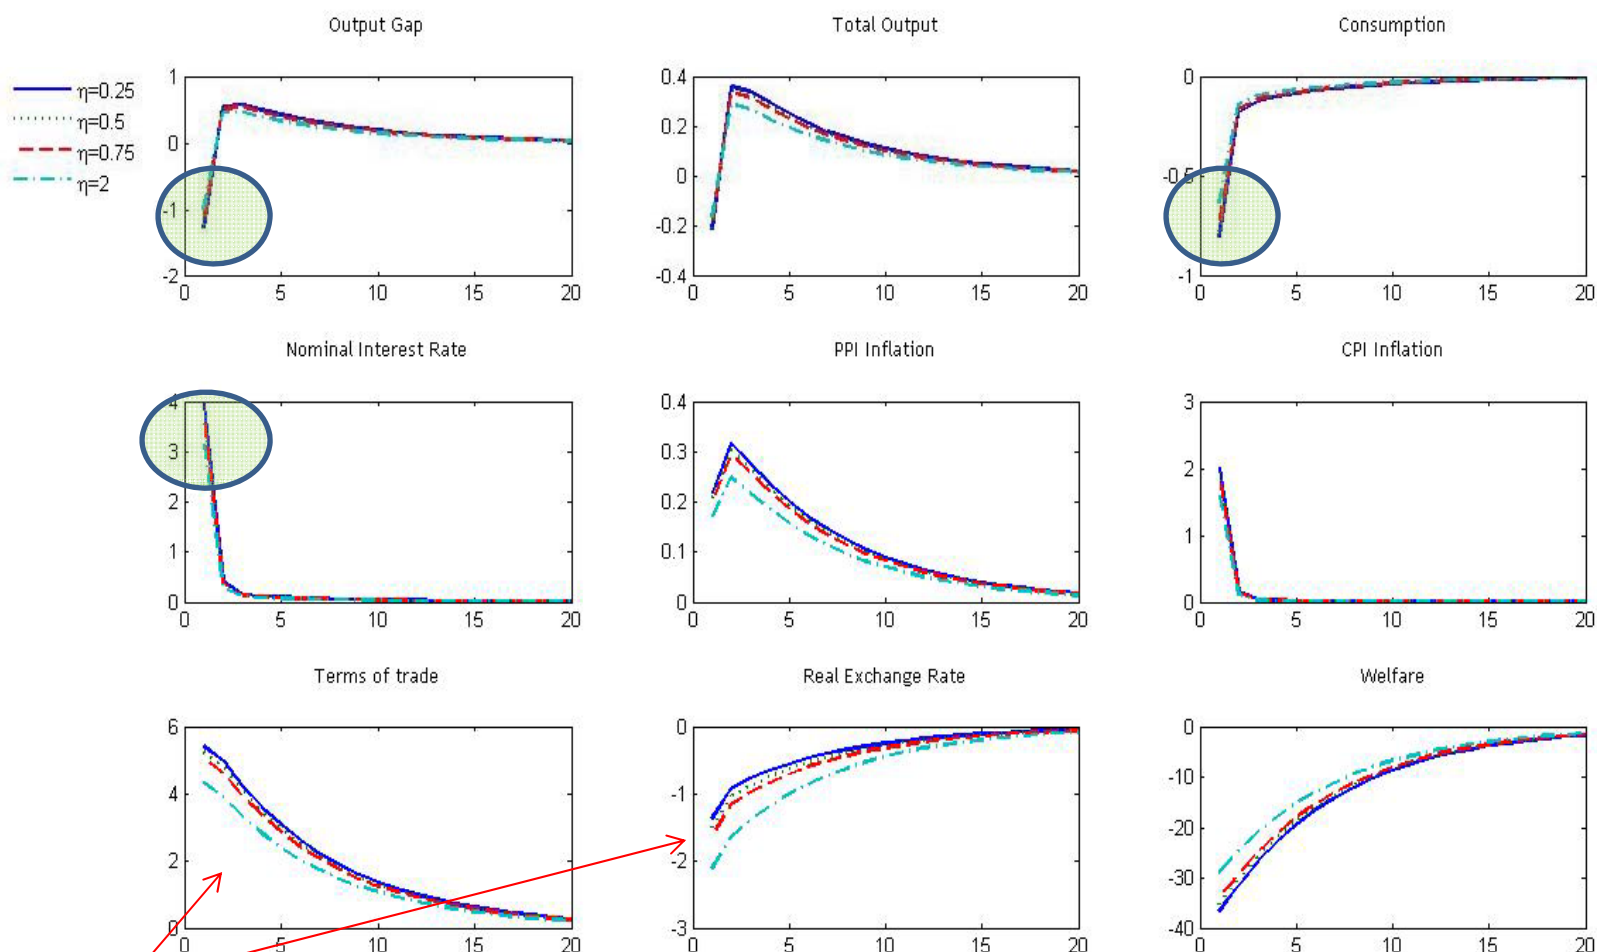 Output Gap
Total Output
Consumption
η=0.25
η=0.5
η=0.75
η=2
1
0
-1
-2
0 5 10 15 20
0.4
0.2
0
-0.2
-0.4
0 5 10 15 20
0
-0.5
-1
0 5 10 15 20
Nominal Interest Rate
PPI Inflation
CPI Inflation
4
3
2
1
0
0 5 10 15 20
0.4
0.3
0.2
0.1
0
0 5 10 15 20
3
2
1
0
0 5 10 15 20
Terms of trade
Real Exchange Rate
Welfare
6
4
2
0
0 5 10 15 20
0
-1
-2
-3
0 5 10 15 20
0
-10
-20
-30
-40
0 5 10 15 20